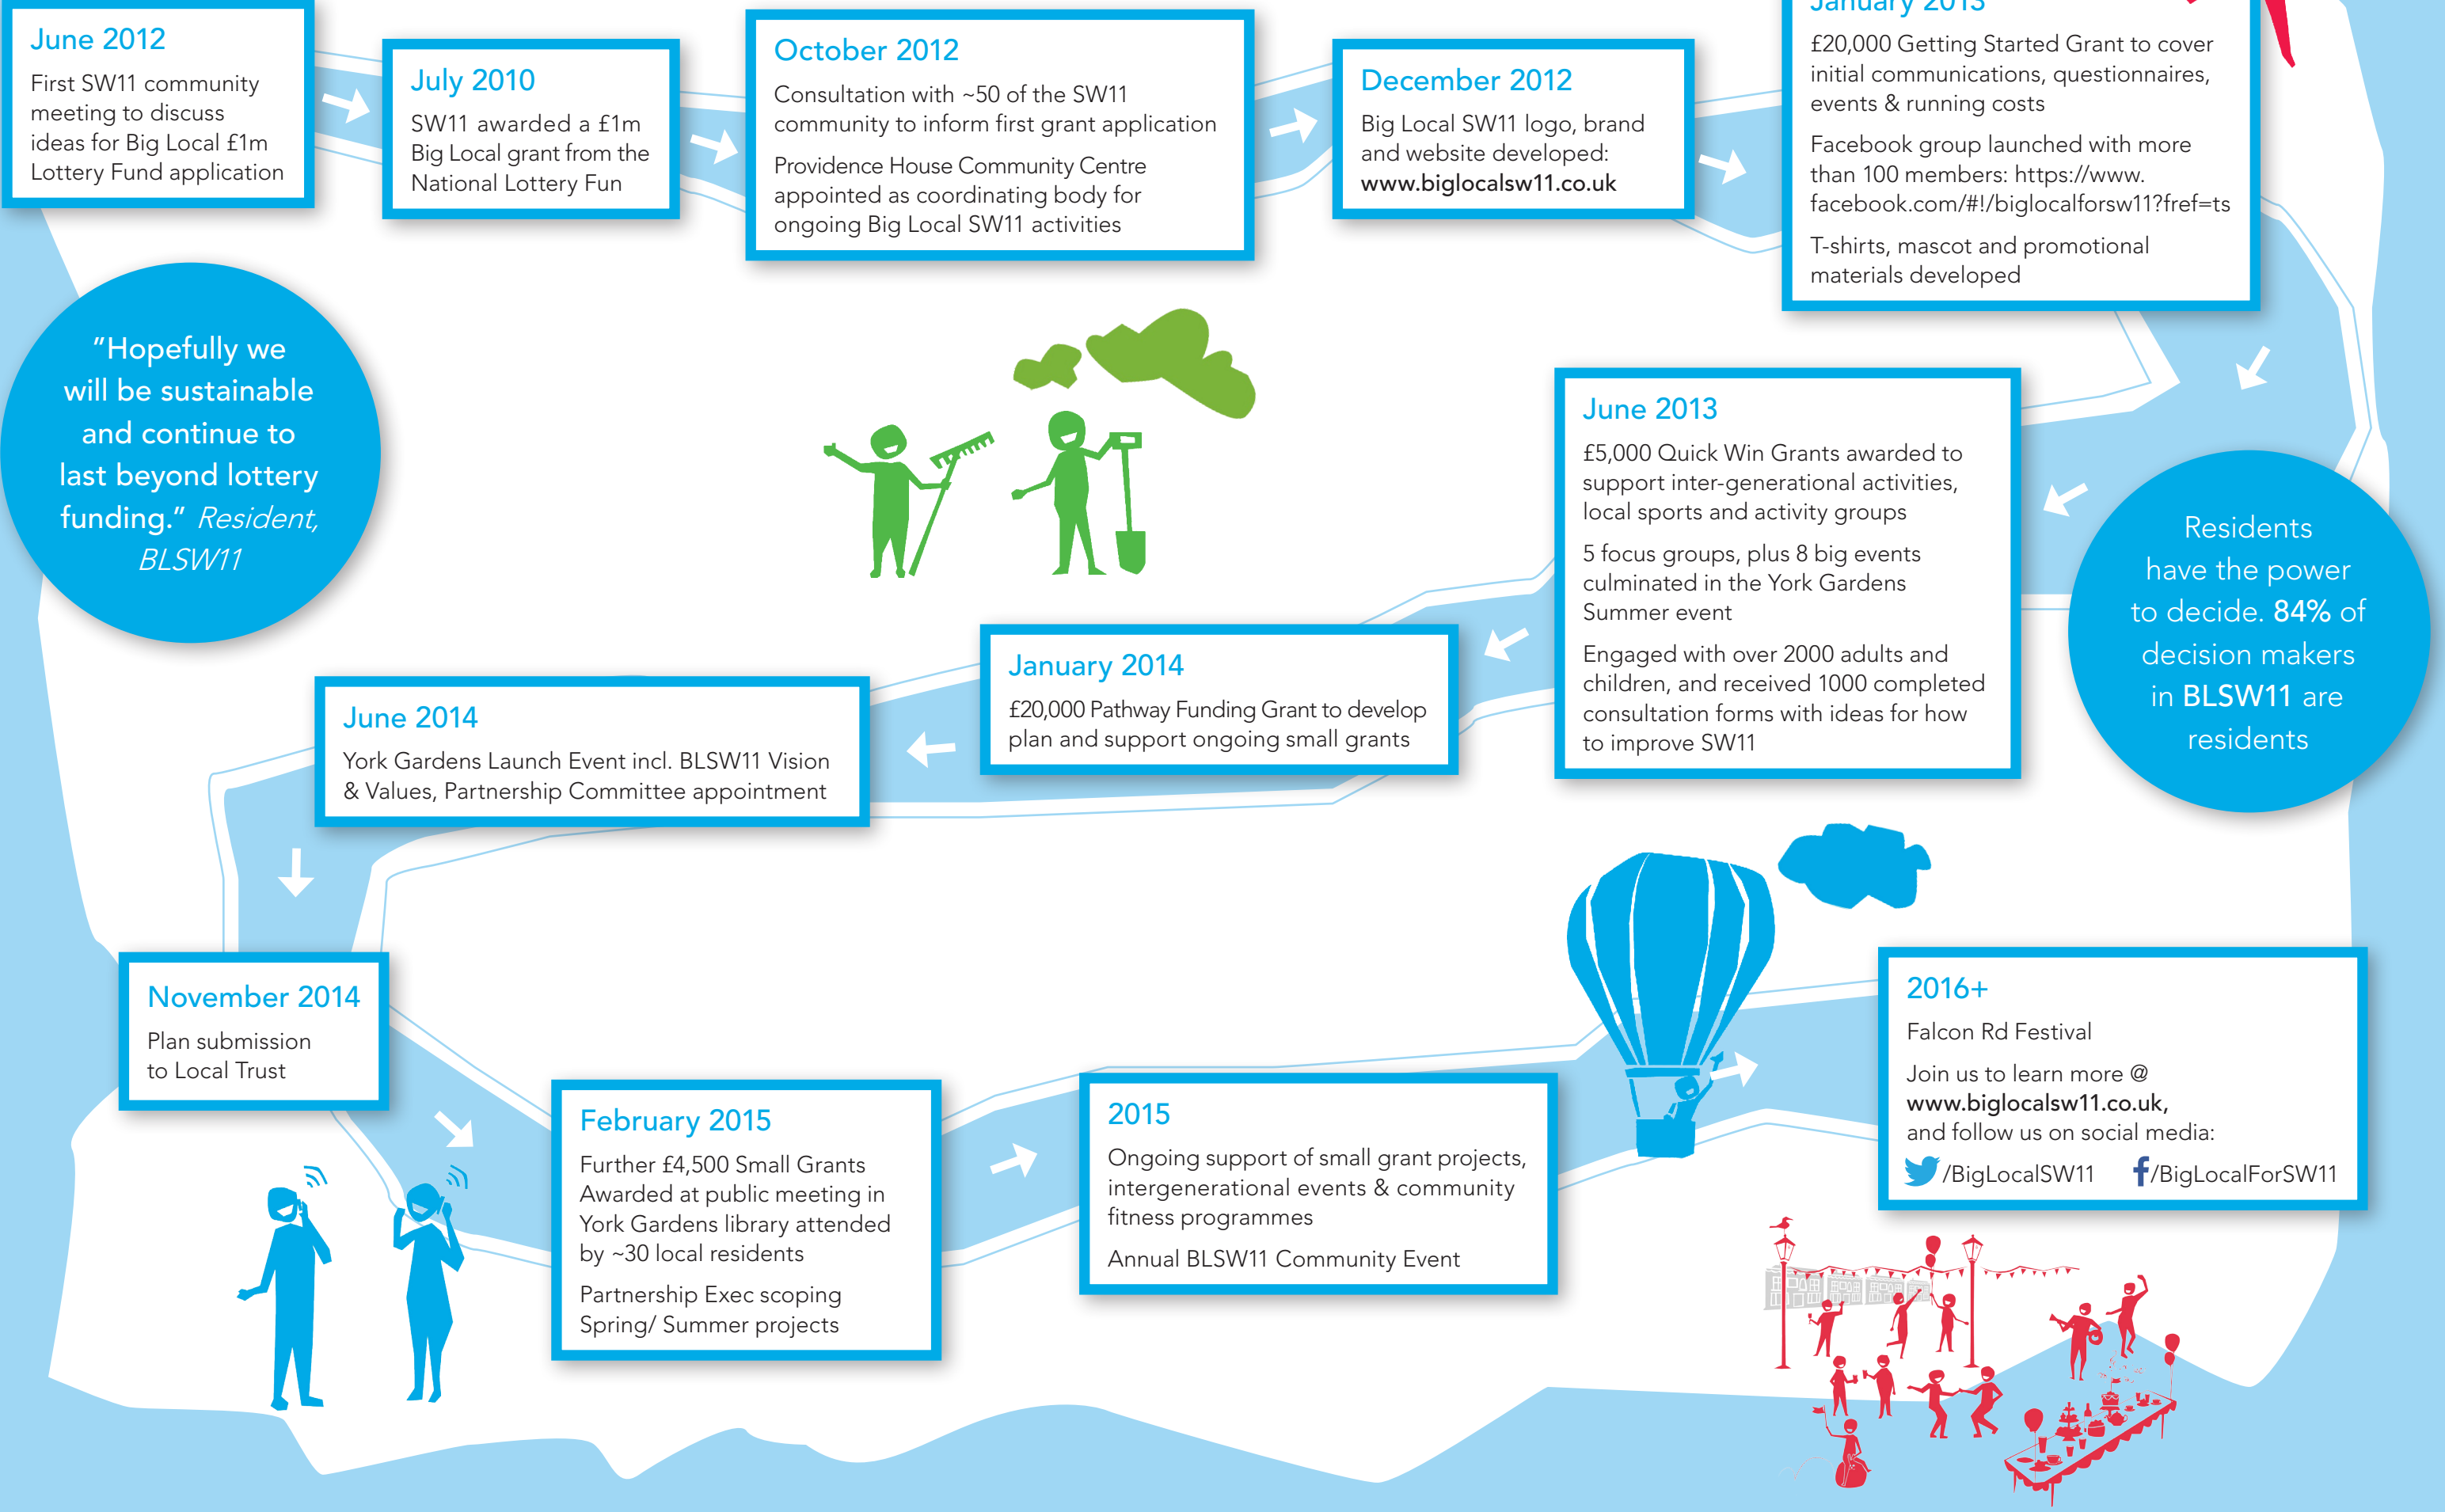 June 2012
First SW11 community
meeting to discuss
ideas for Big Local £1m
Lottery Fund application
July 2010
SW11 awarded a £1m
Big Local grant from the
National Lottery Fun
October 2012
Consultation with ~50 of the SW11
community to inform first grant application
Providence House Community Centre
appointed as coordinating body for
ongoing Big Local SW11 activities
December 2012
Big Local SW11 logo, brand
and website developed:
www.biglocalsw11.co.uk
January 2013
£20,000 Getting Started Grant to cover
initial communications, questionnaires,
events & running costs
Facebook group launched with more
than 100 members: https://www.
facebook.com/#!/biglocalforsw11?fref=ts
T-shirts, mascot and promotional
materials developed
"Hopefully we
will be sustainable
and continue to
last beyond lottery
funding." Resident,
BLSW11
June 2013
£5,000 Quick Win Grants awarded to
support inter-generational activities,
local sports and activity groups
5 focus groups, plus 8 big events
culminated in the York Gardens
Summer event
Engaged with over 2000 adults and
children, and received 1000 completed
consultation forms with ideas for how
to improve SW11
Residents
have the power
to decide. 84% of
decision makers
in BLSW11 are
residents
January 2014
£20,000 Pathway Funding Grant to develop
plan and support ongoing small grants
June 2014
York Gardens Launch Event incl. BLSW11 Vision
& Values, Partnership Committee appointment
November 2014
Plan submission
to Local Trust
February 2015
Further £4,500 Small Grants
Awarded at public meeting in
York Gardens library attended
by ~30 local residents
Partnership Exec scoping
Spring/ Summer projects
2015
Ongoing support of small grant projects,
intergenerational events & community
fitness programmes
Annual BLSW11 Community Event
2016+
Falcon Rd Festival
Join us to learn more @
www.biglocalsw11.co.uk,
and follow us on social media:
/BigLocalSW11 f/BigLocalForSW11